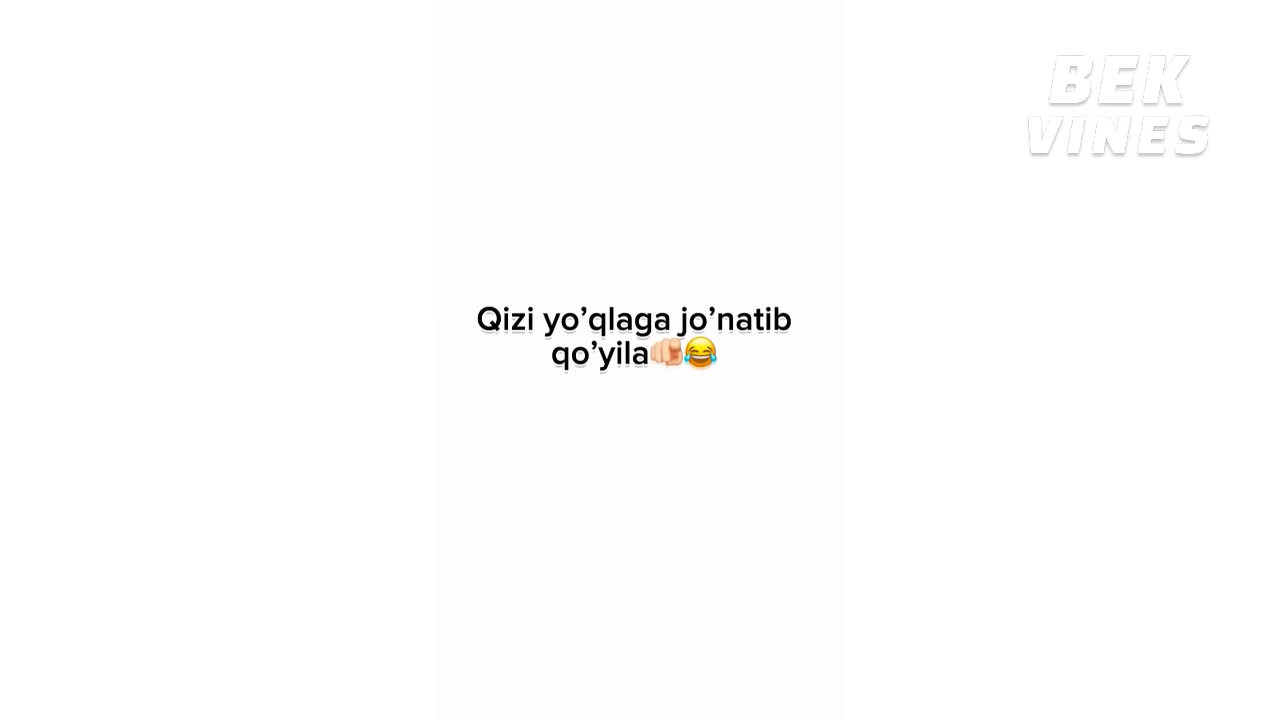 BEK
VINES
Qizi yo’qlaga jo’natib
qo’yila🫵🏻😂